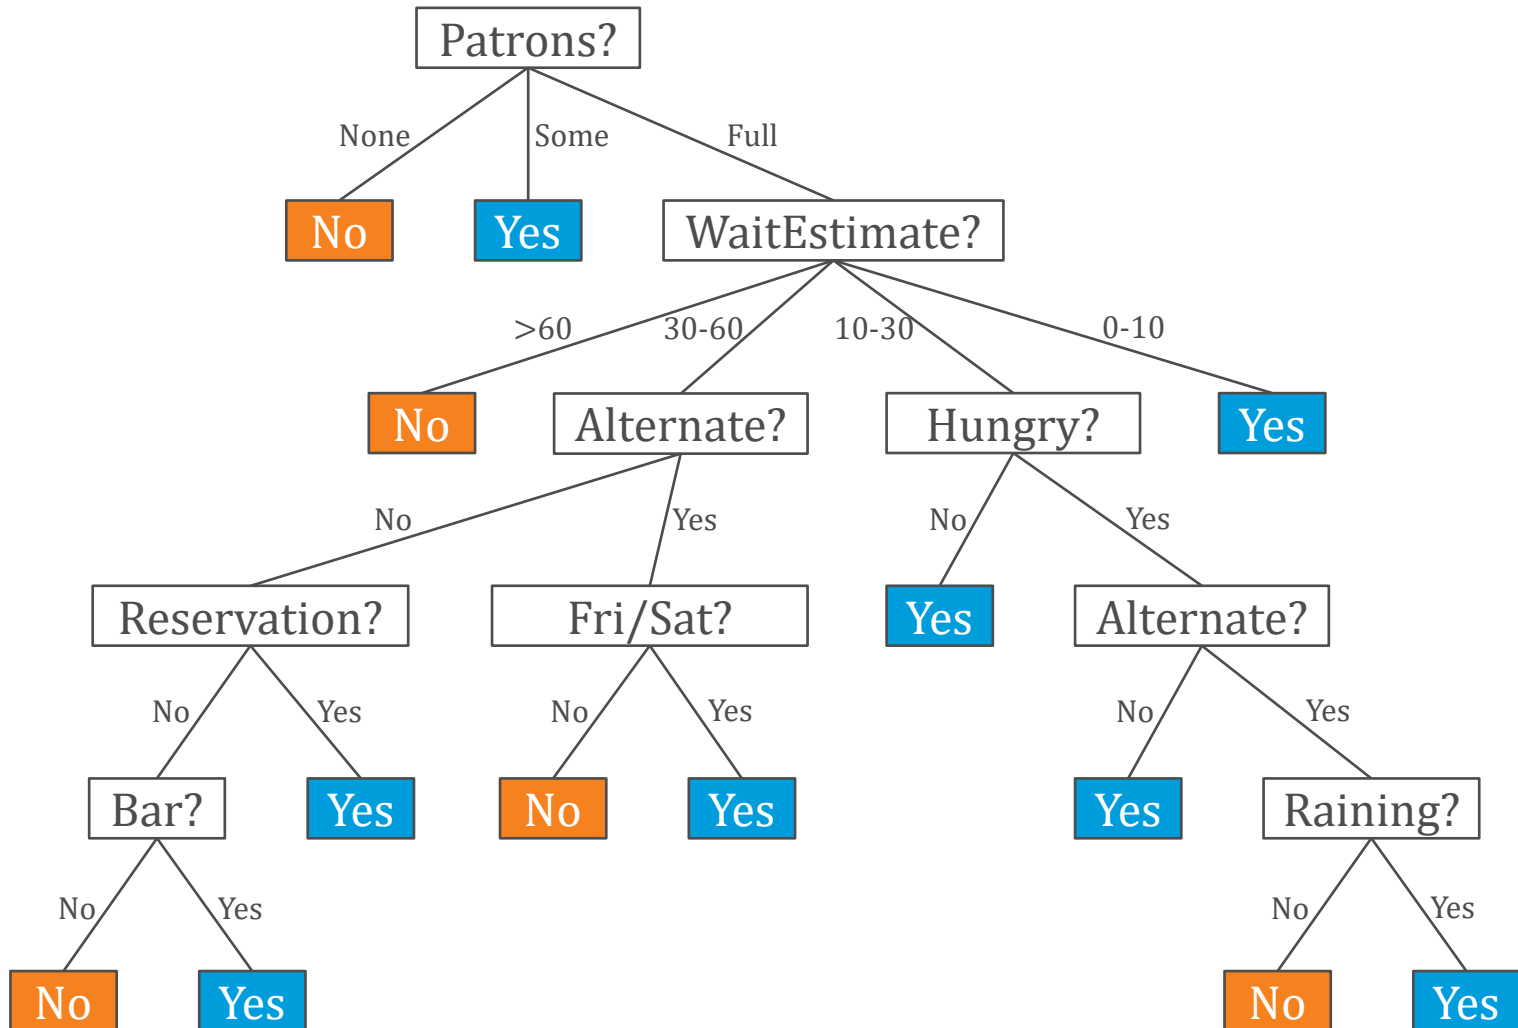 Patrons?
None
Some
Full
No
Yes
WaitEstimate?
>60
30-60
10-30
0-10
No
Alternate?
Hungry?
Yes
No
Yes
No
Yes
Reservation?
Fri/Sat?
Yes
Alternate?
No
Yes
No
Yes
No
Yes
Bar?
Yes
No
Yes
Yes
Raining?
No
Yes
No
Yes
No
Yes
No
Yes